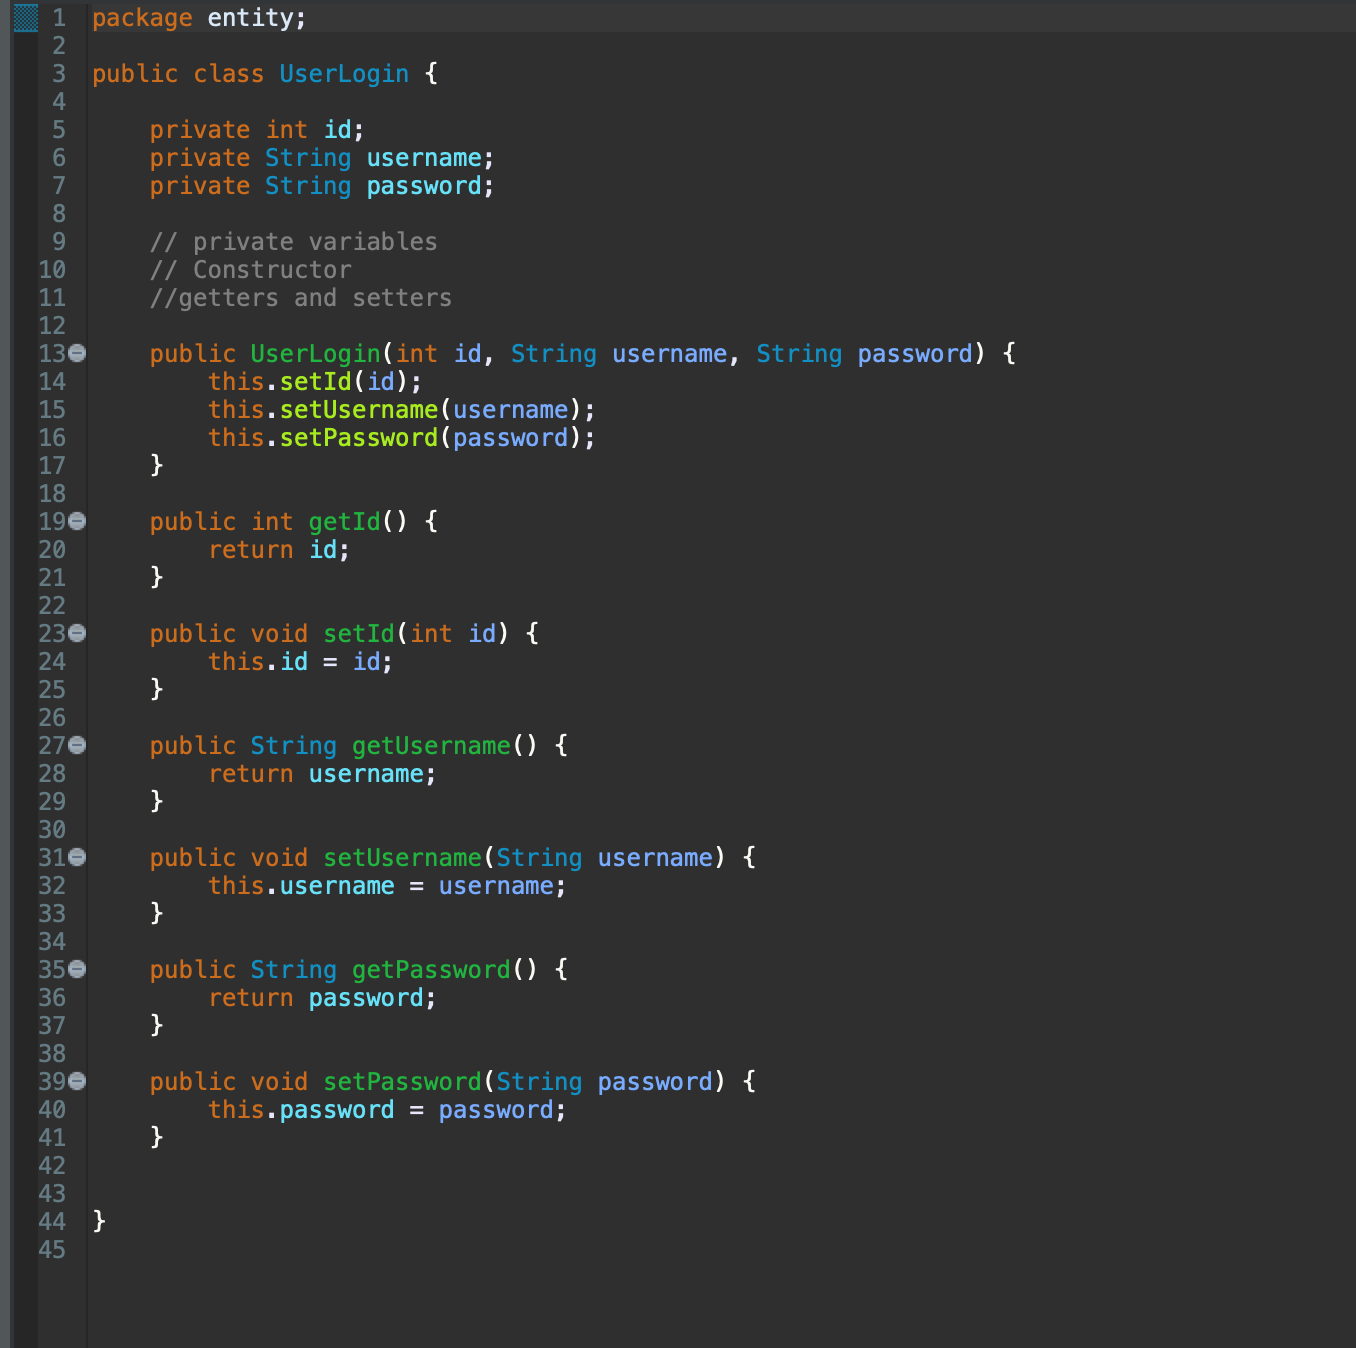 1 package entity;
2
3 public class UserLogin {
4
5     private int id;
6     private String username;
7     private String password;
8
9     // private variables
10     // Constructor
11     //getters and setters
12
13     public UserLogin(int id, String username, String password) {
14         this.setId(id);
15         this.setUsername(username);
16         this.setPassword(password);
17     }
18
19     public int getId() {
20         return id;
21     }
22
23     public void setId(int id) {
24         this.id = id;
25     }
26
27     public String getUsername() {
28         return username;
29     }
30
31     public void setUsername(String username) {
32         this.username = username;
33     }
34
35     public String getPassword() {
36         return password;
37     }
38
39     public void setPassword(String password) {
40         this.password = password;
41     }
42
43
44 }
45